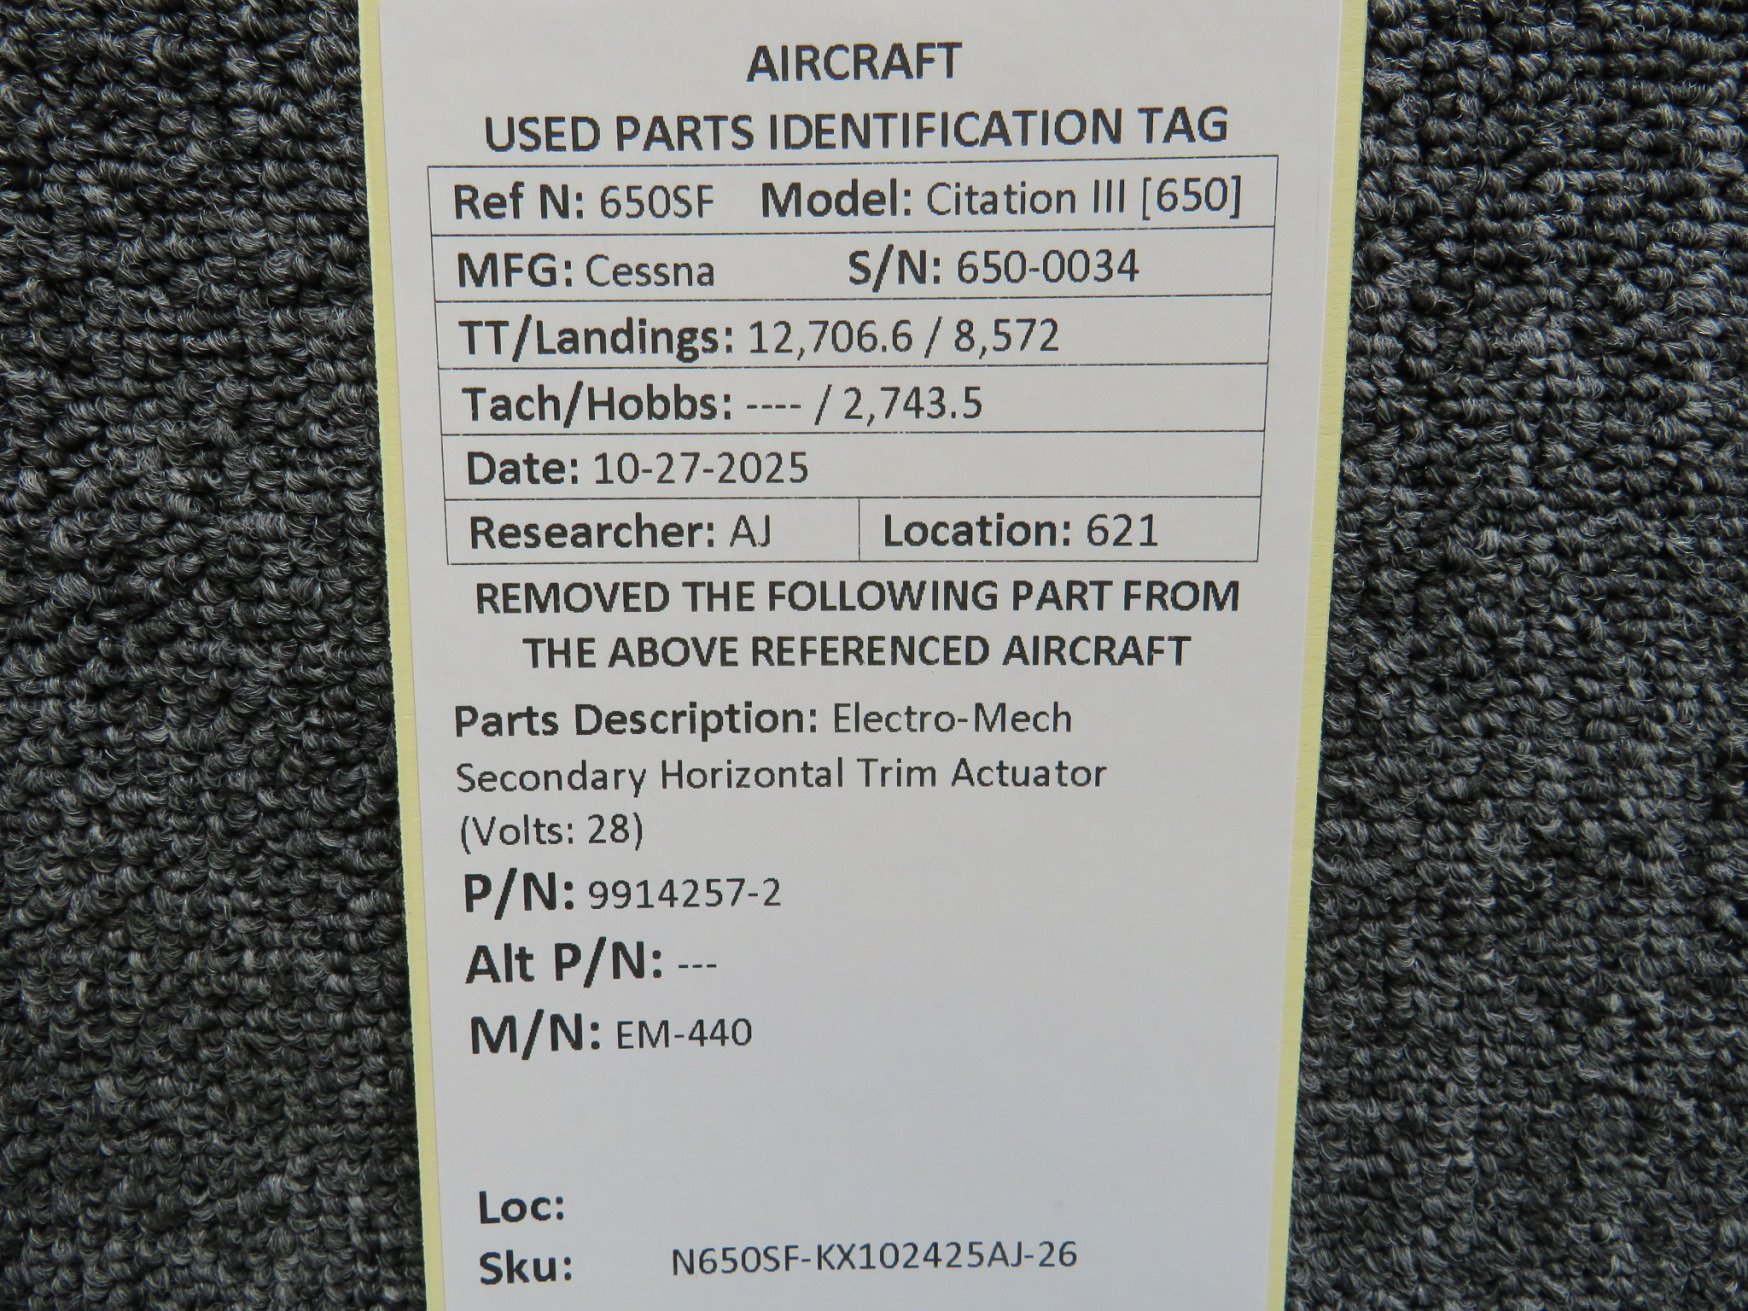 AIRCRAFT
USED PARTS IDENTIFICATION TAG
Ref N: 650SF Model: Citation III [650]
MFG: Cessna S/N: 650-0034
TT/Landings: 12,706.6 / 8,572
Tach/Hobbs: ---- / 2,743.5
Date: 10-27-2025
Researcher: AJ Location: 621
REMOVED THE FOLLOWING PART FROM
THE ABOVE REFERENCED AIRCRAFT
Parts Description: Electro-Mech
Secondary Horizontal Trim Actuator
(Volts: 28)
P/N: 9914257-2
Alt P/N: ---
M/N: EM-440
Loc:
Sku: N650SF-KX102425AJ-26